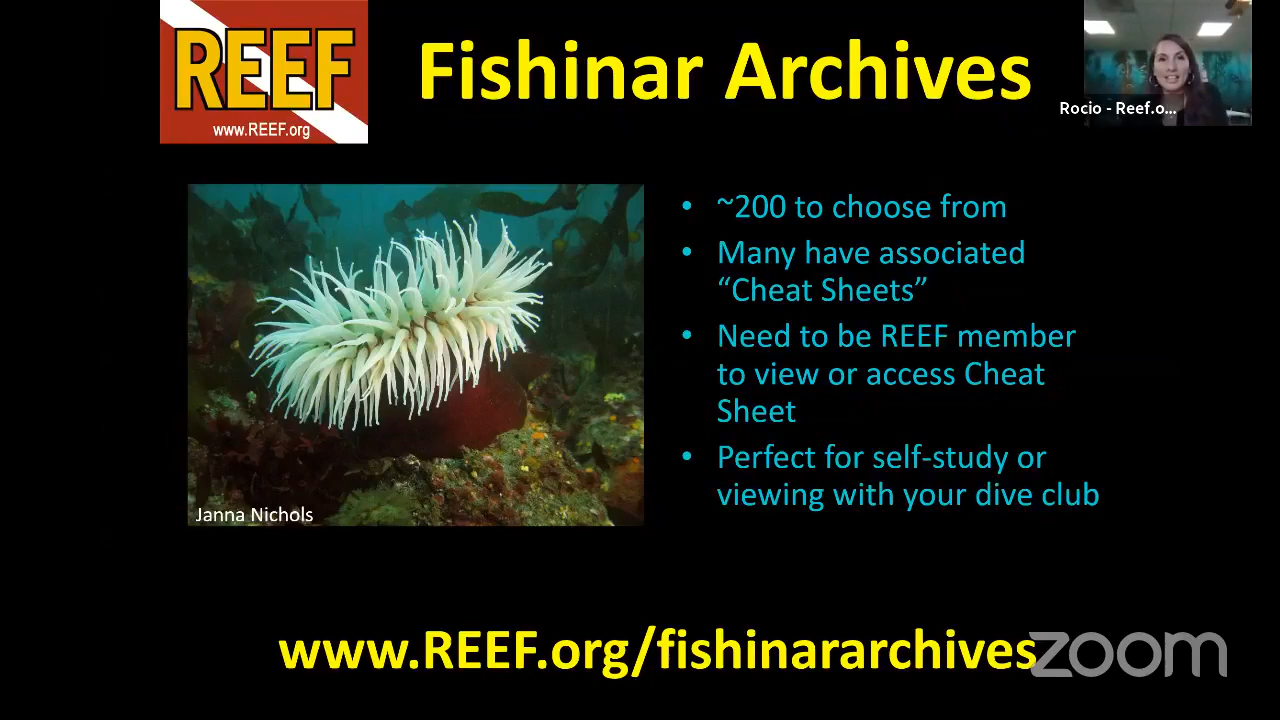 REEF
www.REEF.org
Fishinar Archives
Rocio - Reef.o...
• ~200 to choose from
• Many have associated
“Cheat Sheets”
• Need to be REEF member
to view or access Cheat
Sheet
• Perfect for self-study or
viewing with your dive club
Janna Nichols
www.REEF.org/fishinararchives
zoom